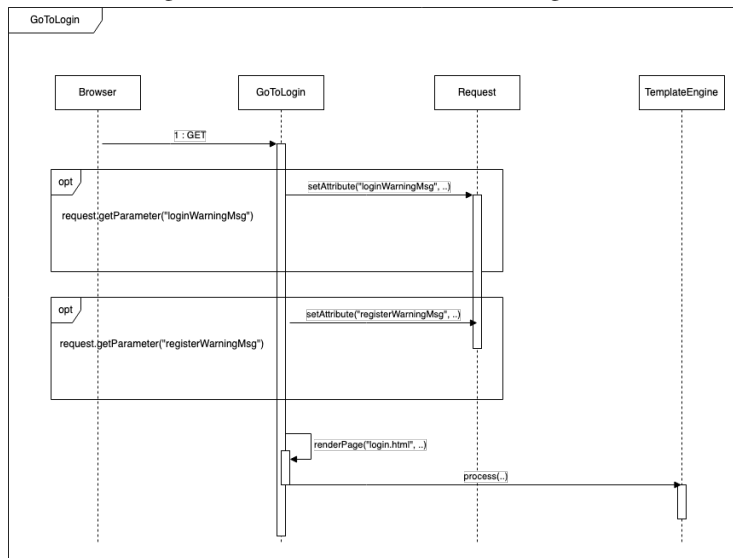 GoToLogin
Browser
GoToLogin
Request
TemplateEngine
1 : GET
opt
setAttribute("loginWarningMsg", ..)
request.getParameter("loginWarningMsg")
opt
setAttribute("registerWarningMsg", ..)
request.getParameter("registerWarningMsg")
renderPage("login.html", ..)
process(..)